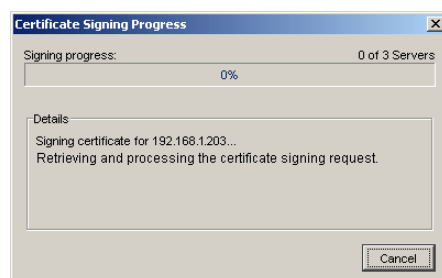 Certificate Signing Progress
Signing progress: 0 of 3 Servers
0%
Details
Signing certificate for 192.168.1.203...
Retrieving and processing the certificate signing request.
Cancel